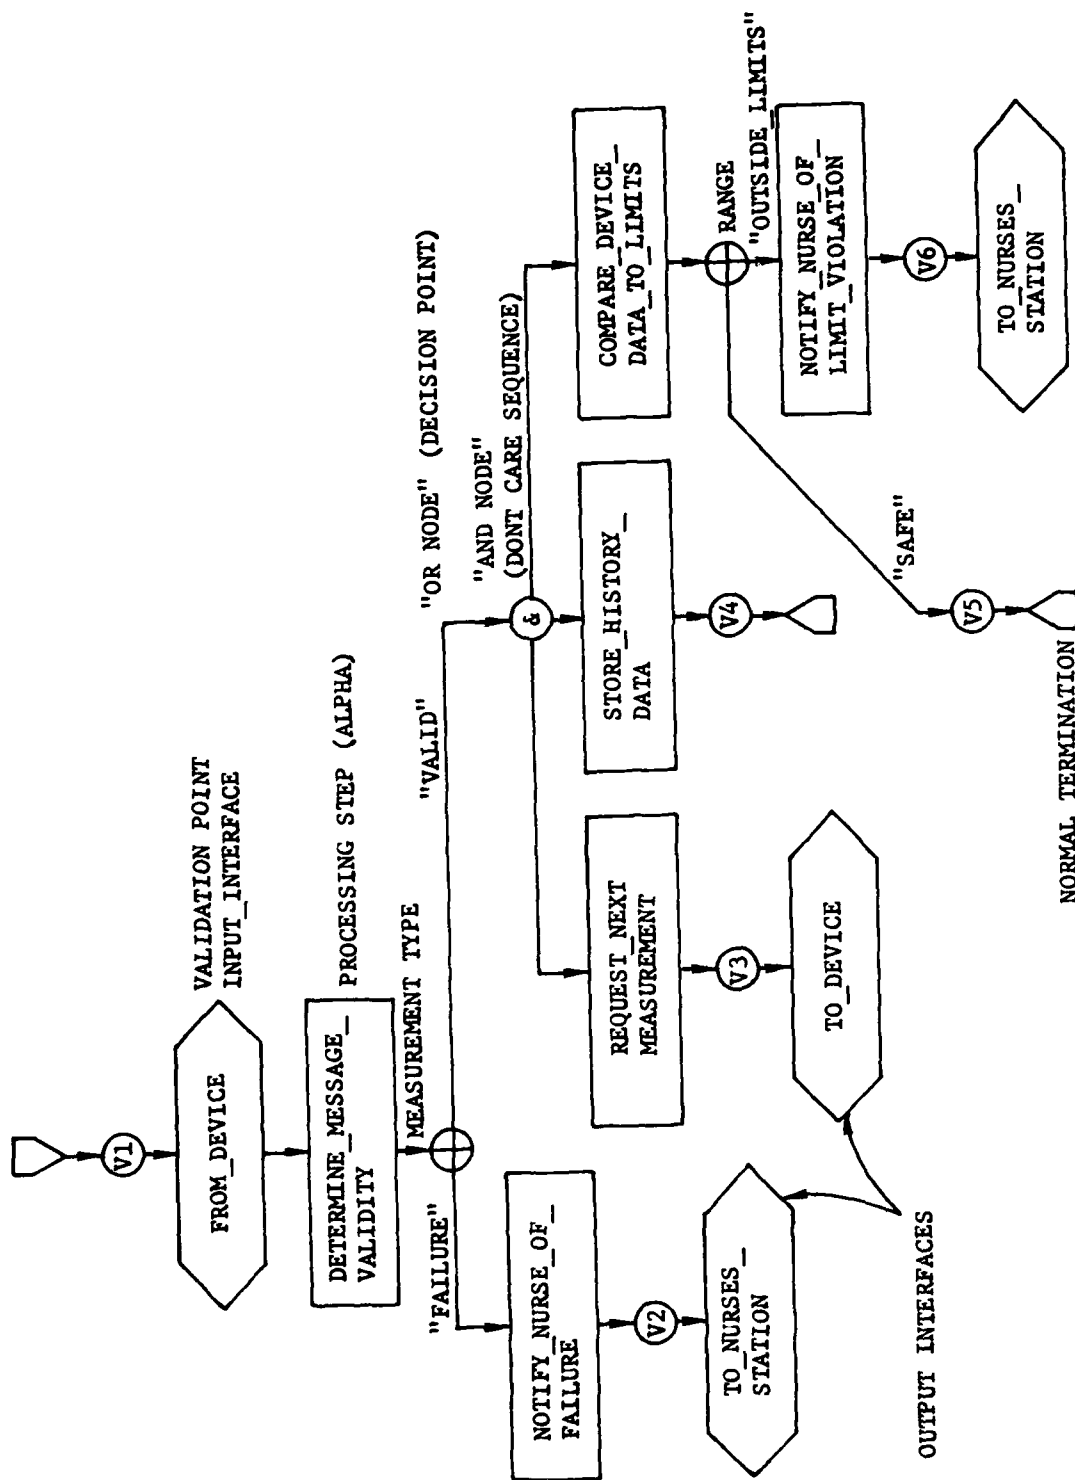 V1
VALIDATION POINT
INPUT_INTERFACE
FROM_DEVICE
PROCESSING STEP (ALPHA)
DETERMINE_MESSAGE_
VALIDITY
MEASUREMENT TYPE
"FAILURE"
"VALID"
"OR NODE" (DECISION POINT)
"AND NODE"
(DONT CARE SEQUENCE)
&
NOTIFY_NURSE_OF_
FAILURE
REQUEST_NEXT
MEASUREMENT
STORE_HISTORY_
DATA
COMPARE_DEVICE_
DATA_TO_LIMITS
V2
V3
V4
RANGE
"OUTSIDE_LIMITS"
TO_NURSES_
STATION
TO_DEVICE
NOTIFY_NURSE_OF_
LIMIT_VIOLATION
"SAFE"
V5
V6
OUTPUT INTERFACES
NORMAL TERMINATION
TO_NURSES_
STATION